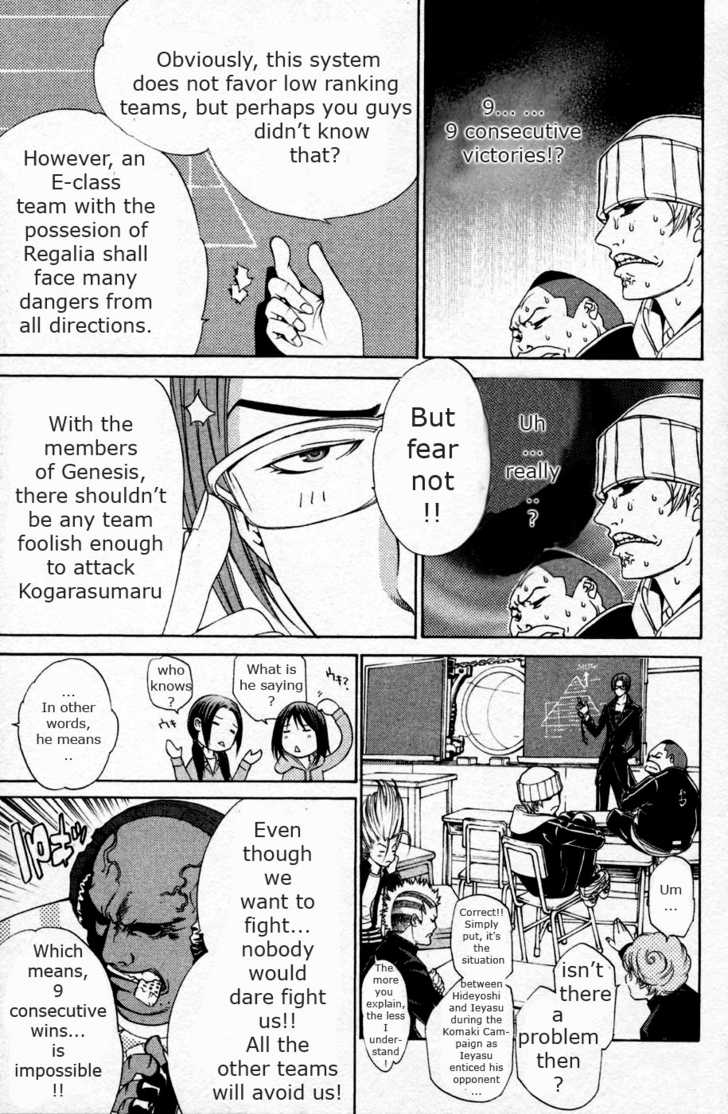 9... ...
9 consecutive
victories!?
Obviously, this system
does not favor low ranking
teams, but perhaps you guys
didn't know
that?
However, an
E-class
team with the
possesion of
Regalia shall
face many
dangers from
all directions.
Uh
...
really
..
?
But
fear
not
!!
With the
members
of Genesis,
there shouldn't
be any team
foolish enough
to attack
Kogarasumaru
What is
he saying
?
who
knows
?
...
In other
words,
he means
..
Um
...
isn't
there
a
problem
then
?
Correct!!
Simply
put, it's
the
situation
between
Hideyoshi
and Ieyasu
during the
Komaki Cam-
paign as
Ieyasu
enticed his
opponent
...
The
more
you
explain,
the less
I
under-
stand
!
Even
though
we
want to
fight...
nobody
would
dare fight
us!!
All the
other teams
will avoid us!
Which
means,
9
consecutive
wins...
is
impossible
!!